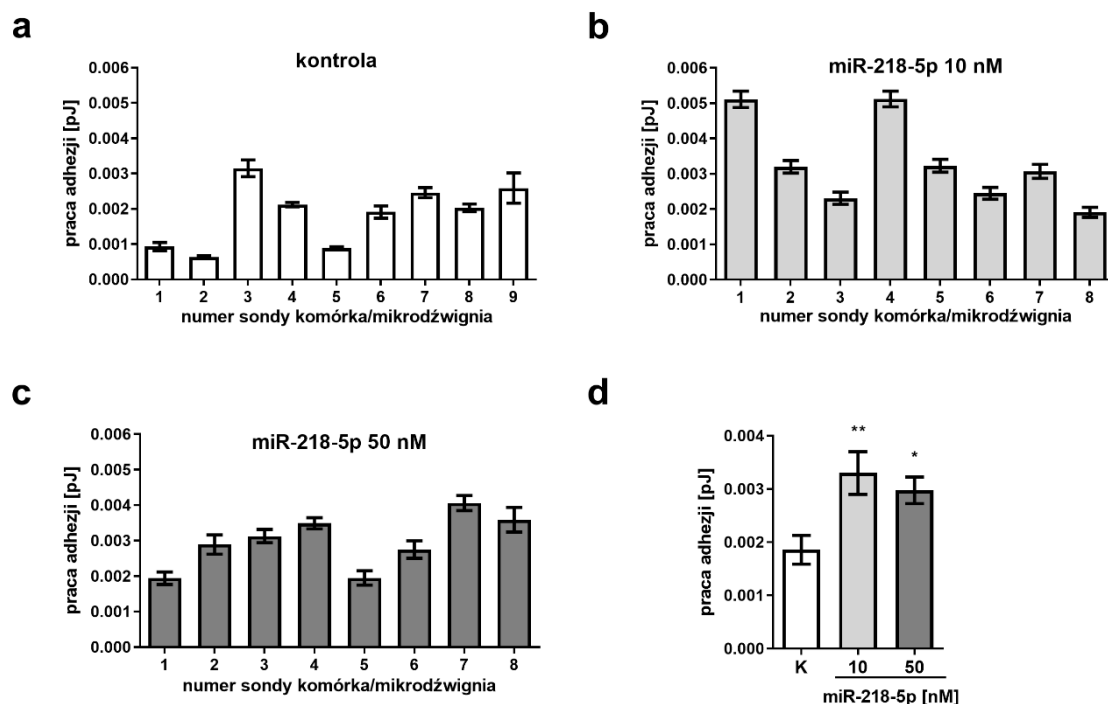 a
kontrola
praca adhezji [pJ]
0.006
0.005
0.004
0.003
0.002
0.001
0.000
1 2 3 4 5 6 7 8 9
numer sondy komórka/mikrodźwignia
b
miR-218-5p 10 nM
praca adhezji [pJ]
0.006
0.005
0.004
0.003
0.002
0.001
0.000
1 2 3 4 5 6 7 8
numer sondy komórka/mikrodźwignia
c
miR-218-5p 50 nM
praca adhezji [pJ]
0.006
0.005
0.004
0.003
0.002
0.001
0.000
1 2 3 4 5 6 7 8
numer sondy komórka/mikrodźwignia
d
praca adhezji [pJ]
0.004
0.003
0.002
0.001
0.000
**
*
K 10 50
miR-218-5p [nM]